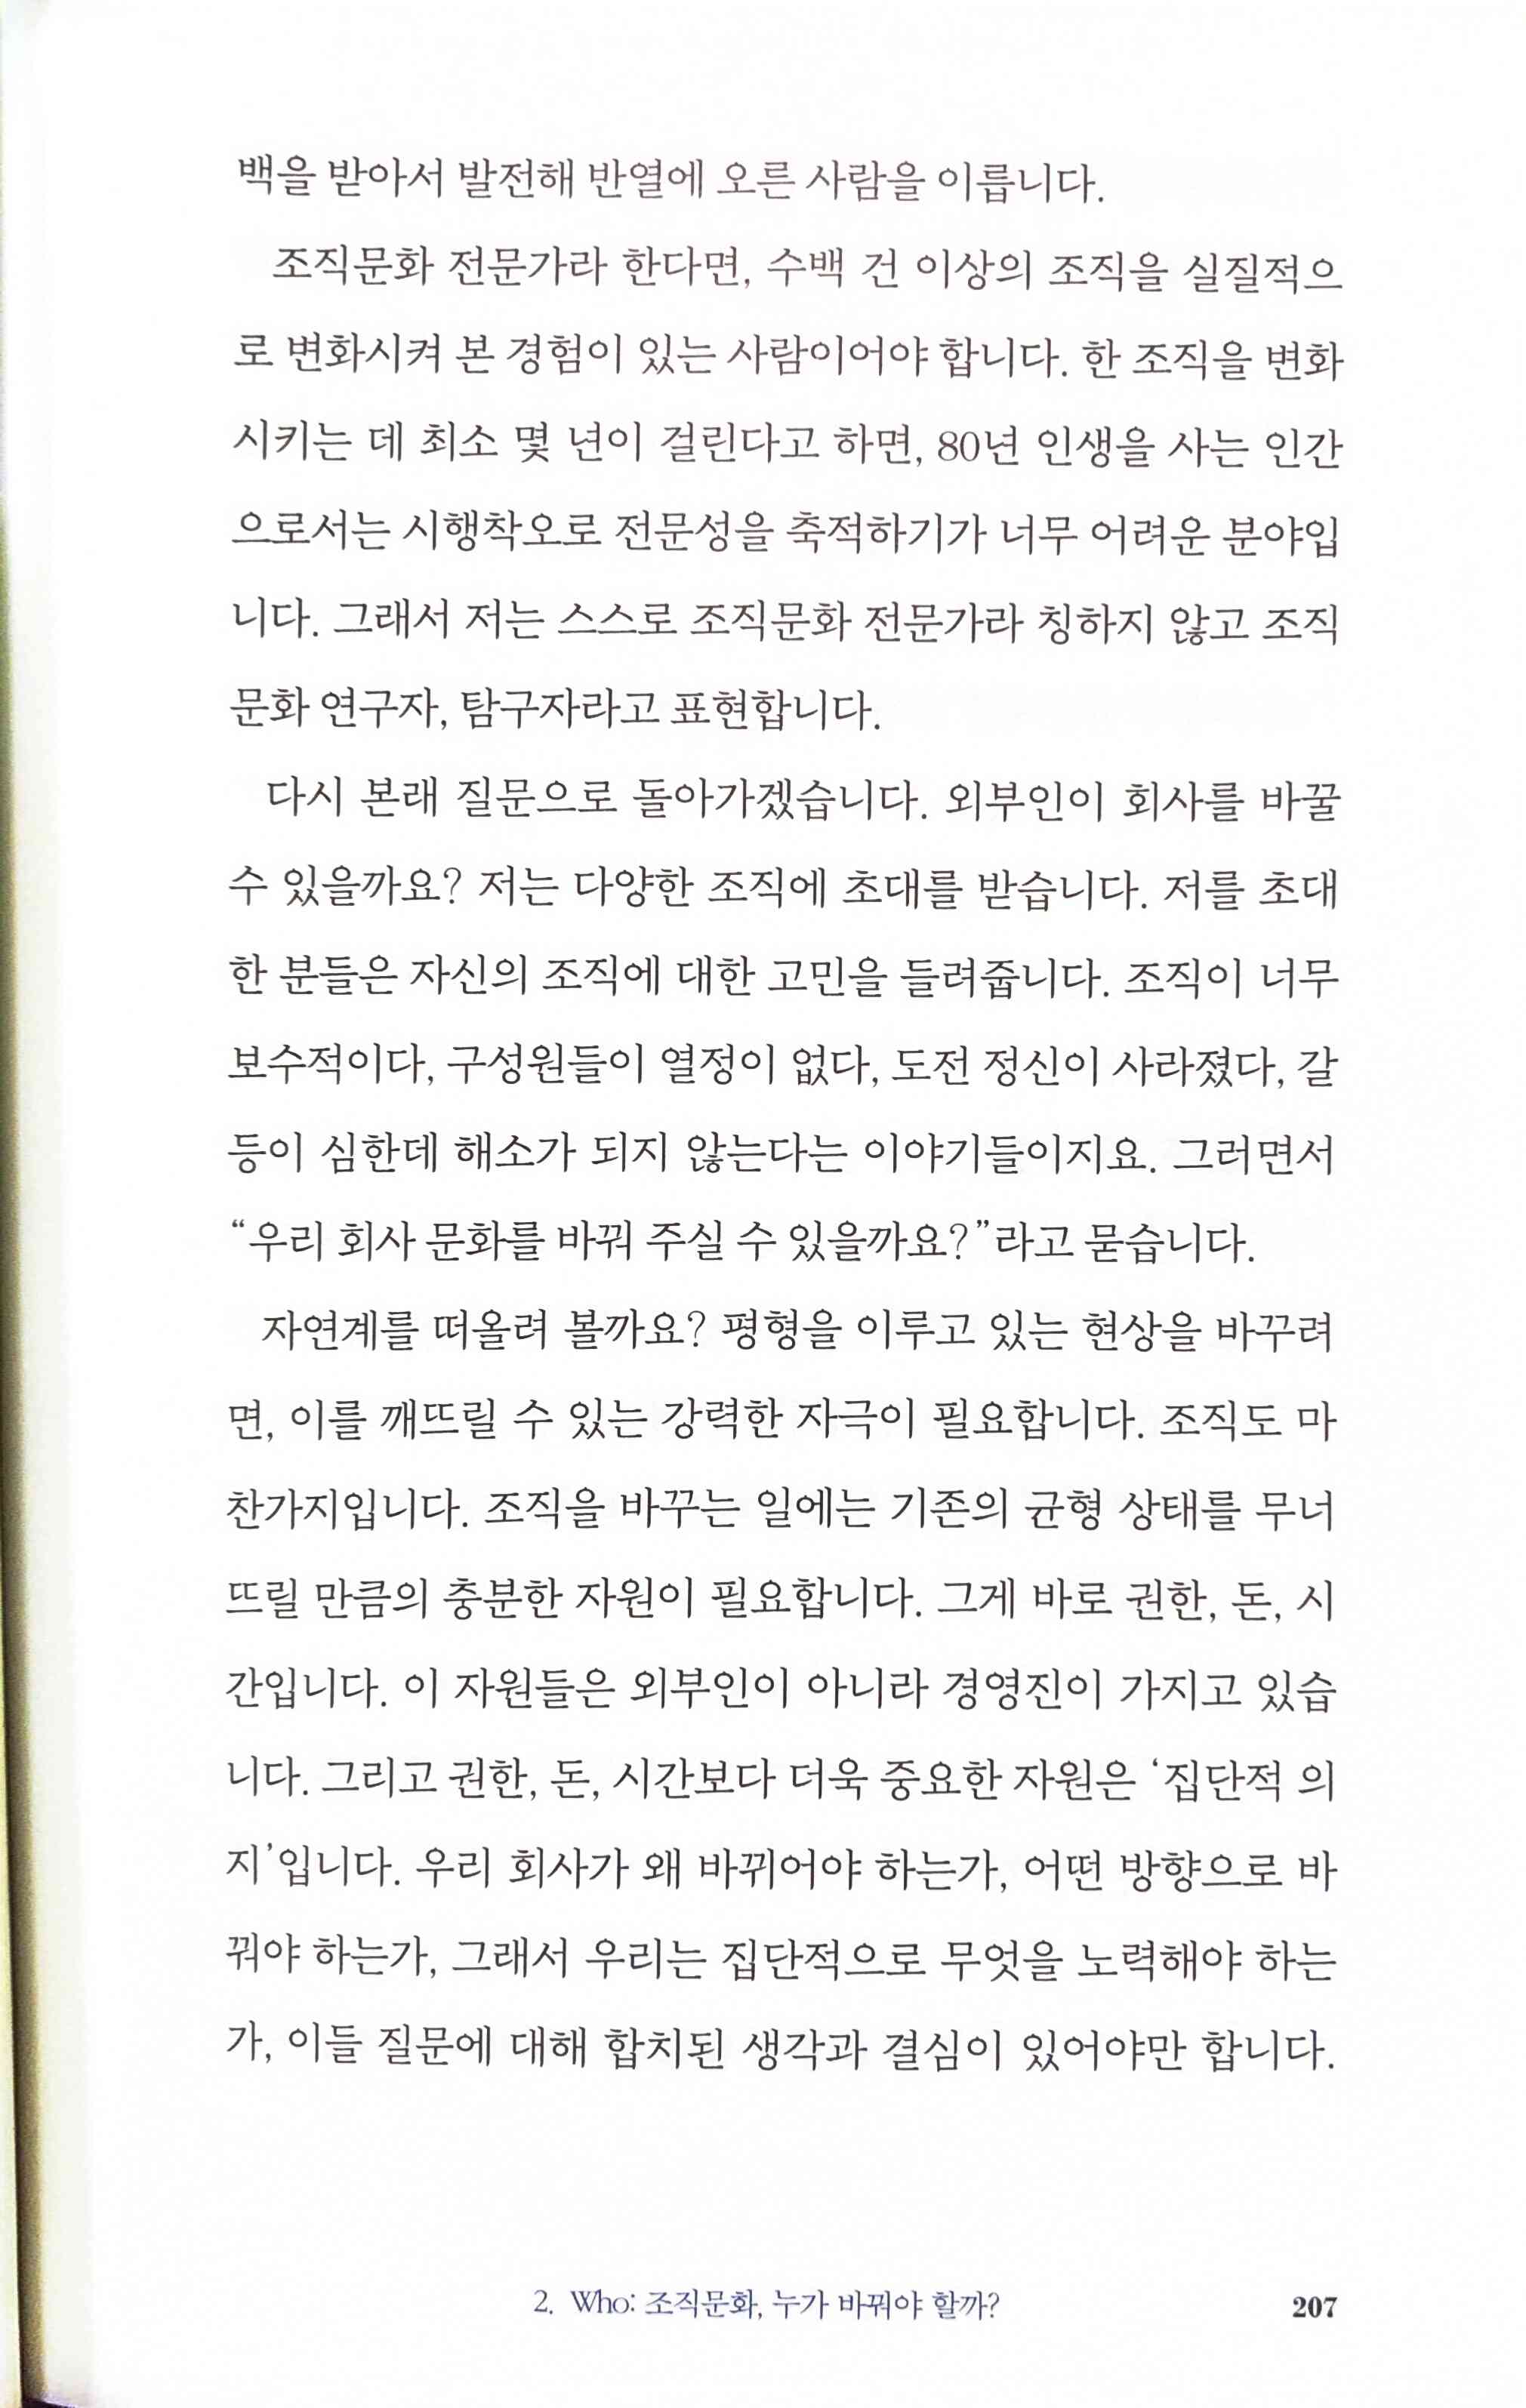 백을 받아서 발전해 반열에 오른 사람을 이릅니다.
조직문화 전문가라 한다면, 수백 건 이상의 조직을 실질적으
로 변화시켜 본 경험이 있는 사람이어야 합니다. 한 조직을 변화
시키는 데 최소 몇 년이 걸린다고 하면, 80년 인생을 사는 인간
으로서는 시행착오로 전문성을 축적하기가 너무 어려운 분야입
니다. 그래서 저는 스스로 조직문화 전문가라 칭하지 않고 조직
문화 연구자, 탐구자라고 표현합니다.
다시 본래 질문으로 돌아가겠습니다. 외부인이 회사를 바꿀
수 있을까요? 저는 다양한 조직에 초대를 받습니다. 저를 초대
한 분들은 자신의 조직에 대한 고민을 들려줍니다. 조직이 너무
보수적이다, 구성원들이 열정이 없다, 도전 정신이 사라졌다, 갈
등이 심한데 해소가 되지 않는다는 이야기들이지요. 그러면서
“우리 회사 문화를 바꿔 주실 수 있을까요?”라고 묻습니다.
자연계를 떠올려 볼까요? 평형을 이루고 있는 현상을 바꾸려
면, 이를 깨뜨릴 수 있는 강력한 자극이 필요합니다. 조직도 마
찬가지입니다. 조직을 바꾸는 일에는 기존의 균형 상태를 무너
뜨릴 만큼의 충분한 자원이 필요합니다. 그게 바로 권한, 돈, 시
간입니다. 이 자원들은 외부인이 아니라 경영진이 가지고 있습
니다. 그리고 권한, 돈, 시간보다 더욱 중요한 자원은 ‘집단적 의
지’입니다. 우리 회사가 왜 바뀌어야 하는가, 어떤 방향으로 바
꿔야 하는가, 그래서 우리는 집단적으로 무엇을 노력해야 하는
가, 이들 질문에 대해 합치된 생각과 결심이 있어야만 합니다.
2. Who: 조직문화, 누가 바꿔야 할까?
207